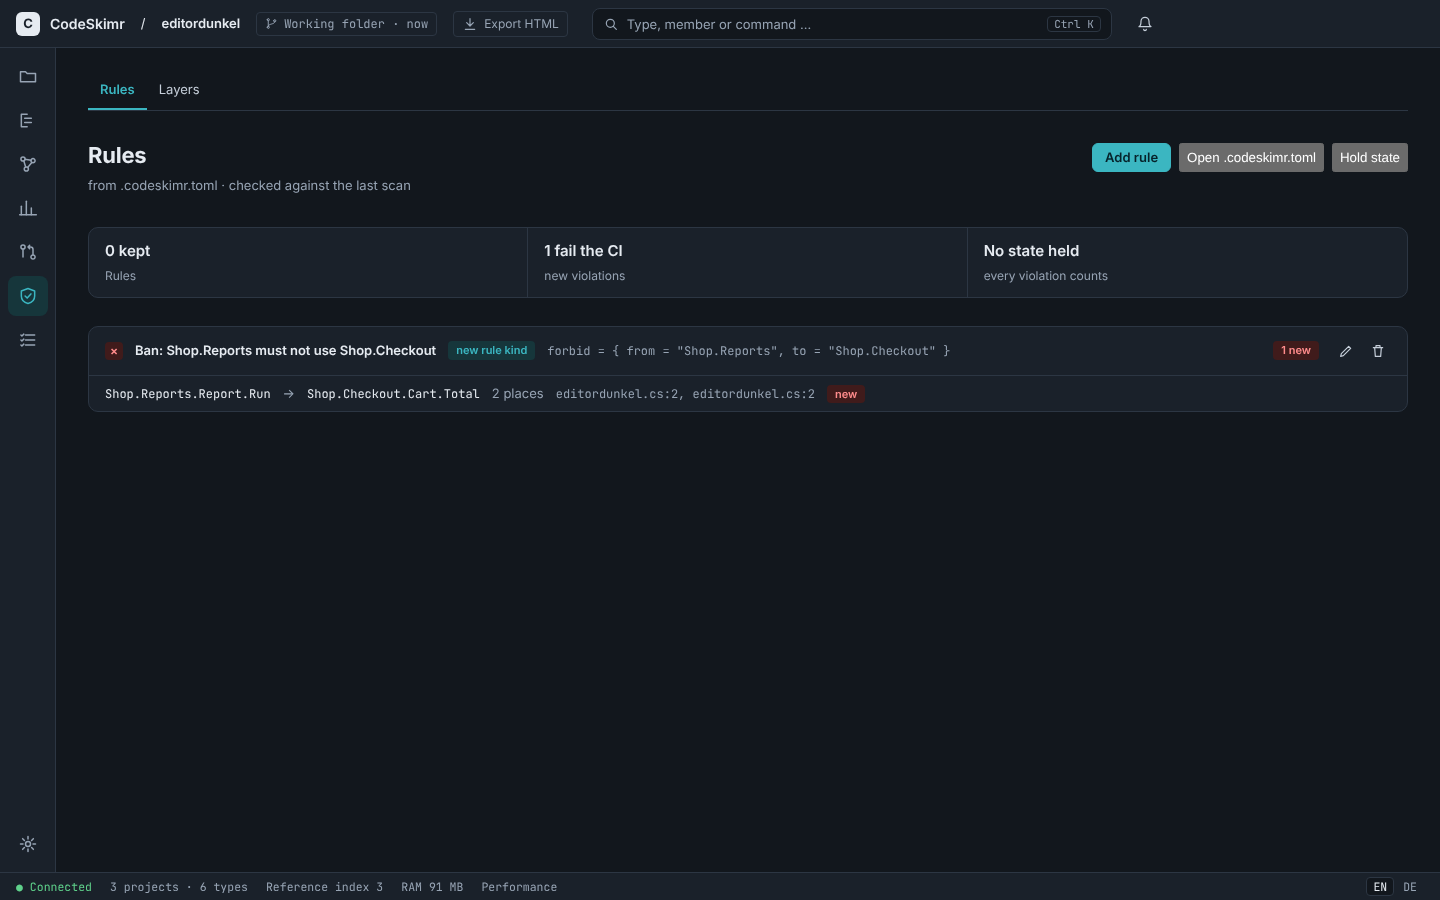 C CodeSkimr / editordunkel Working folder · now Export HTML Type, member or command ... Ctrl K
Rules Layers
Rules
from .codeskimr.toml · checked against the last scan
Add rule Open .codeskimr.toml Hold state
0 kept
Rules
1 fail the CI
new violations
No state held
every violation counts
× Ban: Shop.Reports must not use Shop.Checkout new rule kind forbid = { from = "Shop.Reports", to = "Shop.Checkout" } 1 new
Shop.Reports.Report.Run → Shop.Checkout.Cart.Total 2 places editordunkel.cs:2, editordunkel.cs:2 new
● Connected 3 projects · 6 types Reference index 3 RAM 91 MB Performance EN DE